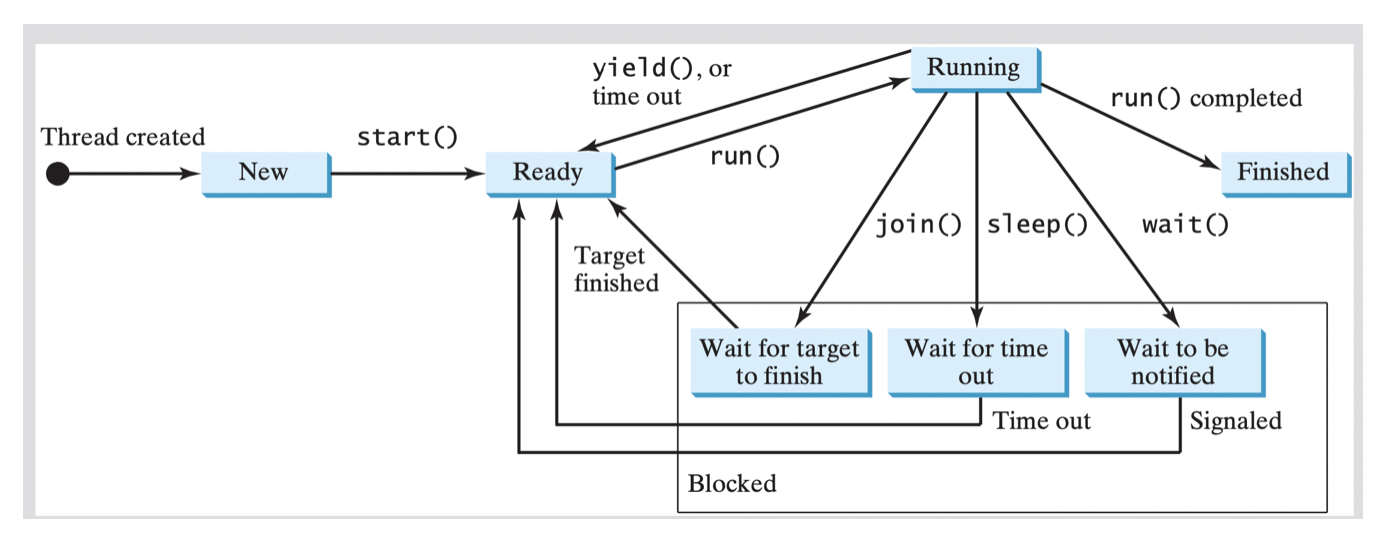 Running
yield(), or
time out
run() completed
Thread created
start()
run()
New
Ready
Finished
join()
sleep()
wait()
Target
finished
Wait for target
to finish
Wait for time
out
Wait to be
notified
Time out
Signaled
Blocked